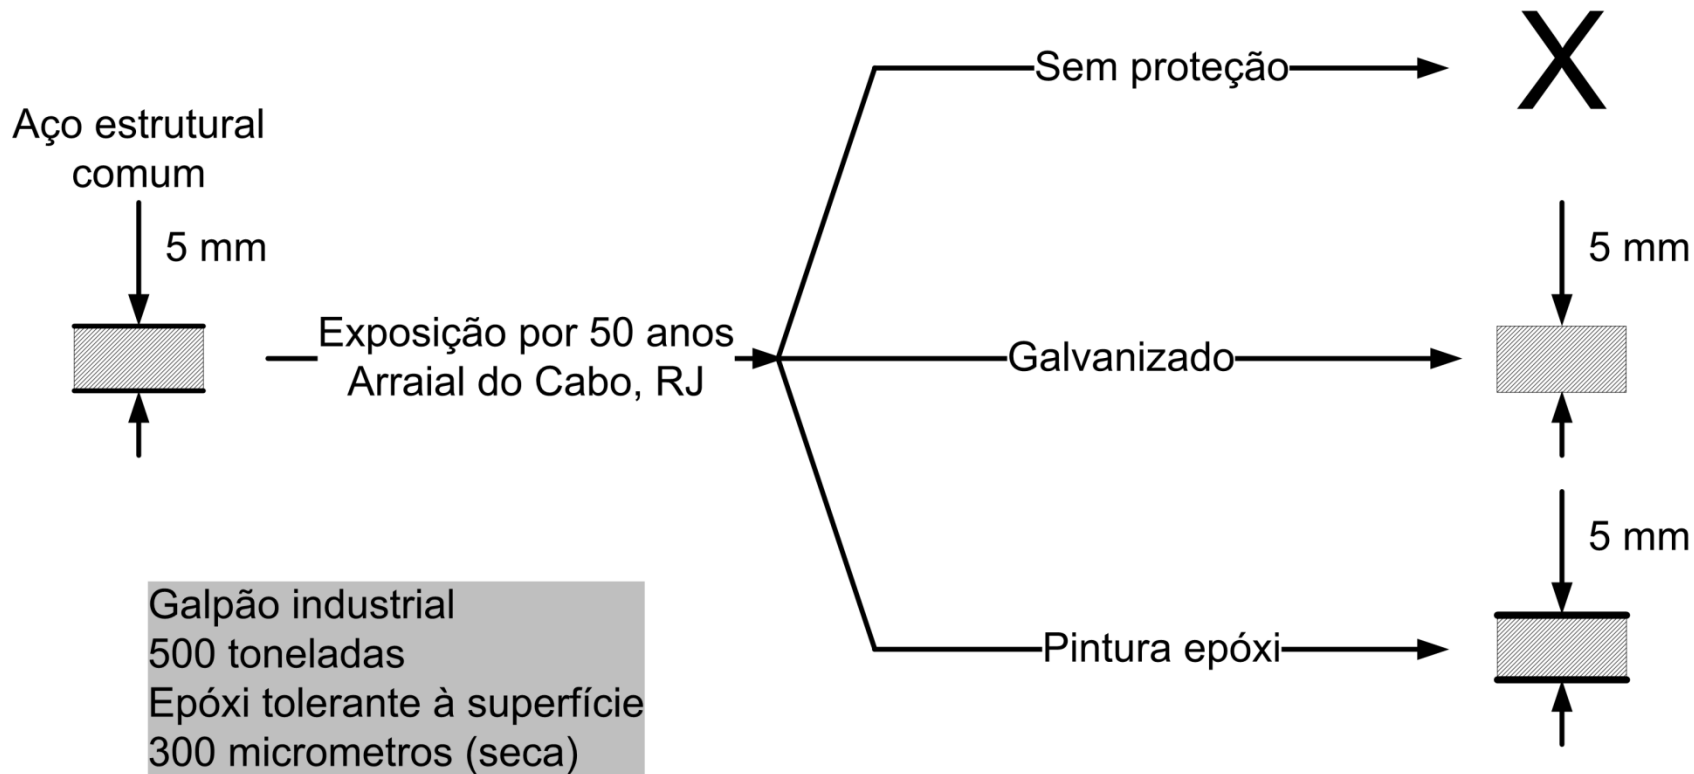 Aço estrutural
comum
5 mm
Exposição por 50 anos
Arraial do Cabo, RJ
Sem proteção
X
Galvanizado
5 mm
Pintura epóxi
5 mm
Galpão industrial
500 toneladas
Epóxi tolerante à superfície
300 micrometros (seca)